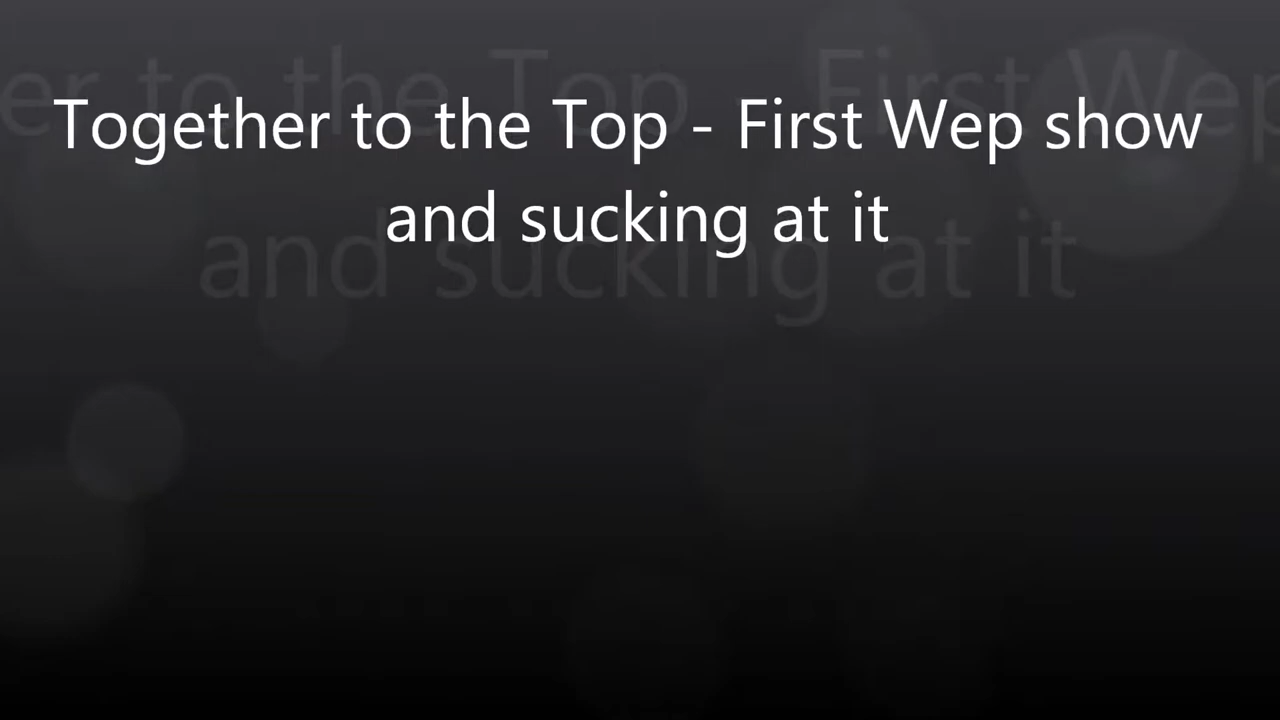 Together to the Top - First Wep show
and sucking at it